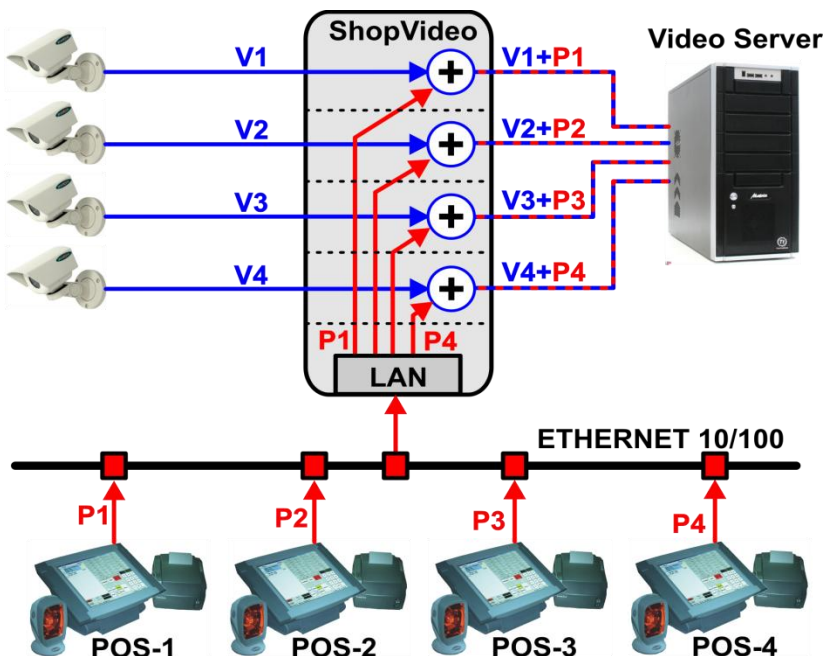 ShopVideo
Video Server
V1
V1+P1
V2
V2+P2
V3
V3+P3
V4
V4+P4
P1
P4
LAN
ETHERNET 10/100
P1
P2
P3
P4
POS-1
POS-2
POS-3
POS-4